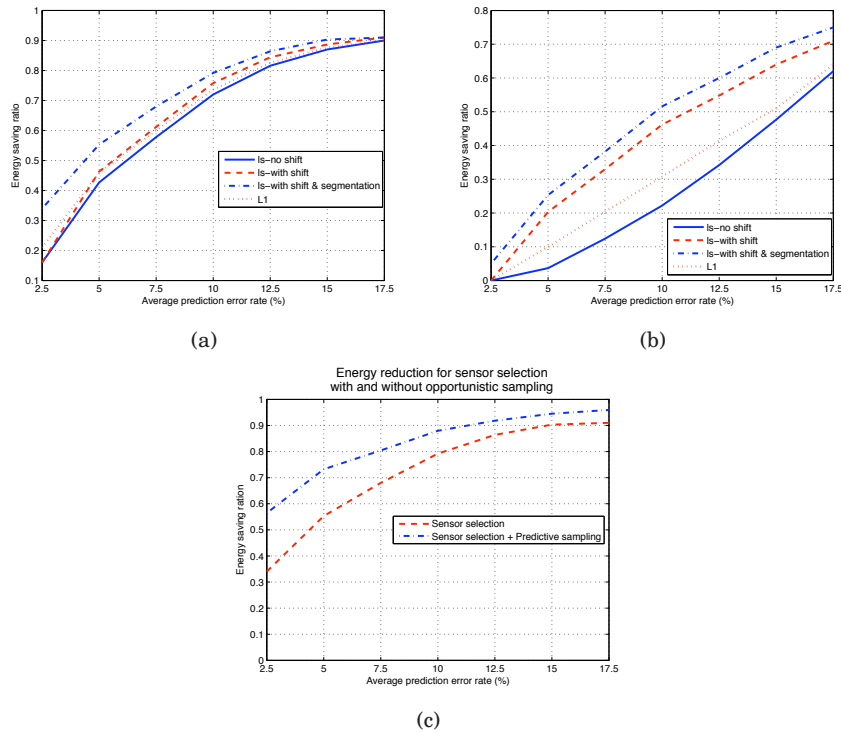 1
0.9
0.8
0.7
0.6
0.5
0.4
0.3
0.2
0.1
Energy saving ratio
2.5 5 7.5 10 12.5 15 17.5
Average prediction error rate (%)
ls-no shift
ls-with shift
ls-with shift & segmentation
L1
(a)
0.8
0.7
0.6
0.5
0.4
0.3
0.2
0.1
0
Energy saving ratio
2.5 5 7.5 10 12.5 15 17.5
Average prediction error rate (%)
ls-no shift
ls-with shift
ls-with shift & segmentation
L1
(b)
Energy reduction for sensor selection
with and without opportunistic sampling
1
0.9
0.8
0.7
0.6
0.5
0.4
0.3
0.2
0.1
0
Energy saving ration
2.5 5 7.5 10 12.5 15 17.5
Average prediction error rate (%)
Sensor selection
Sensor selection + Predictive sampling
(c)